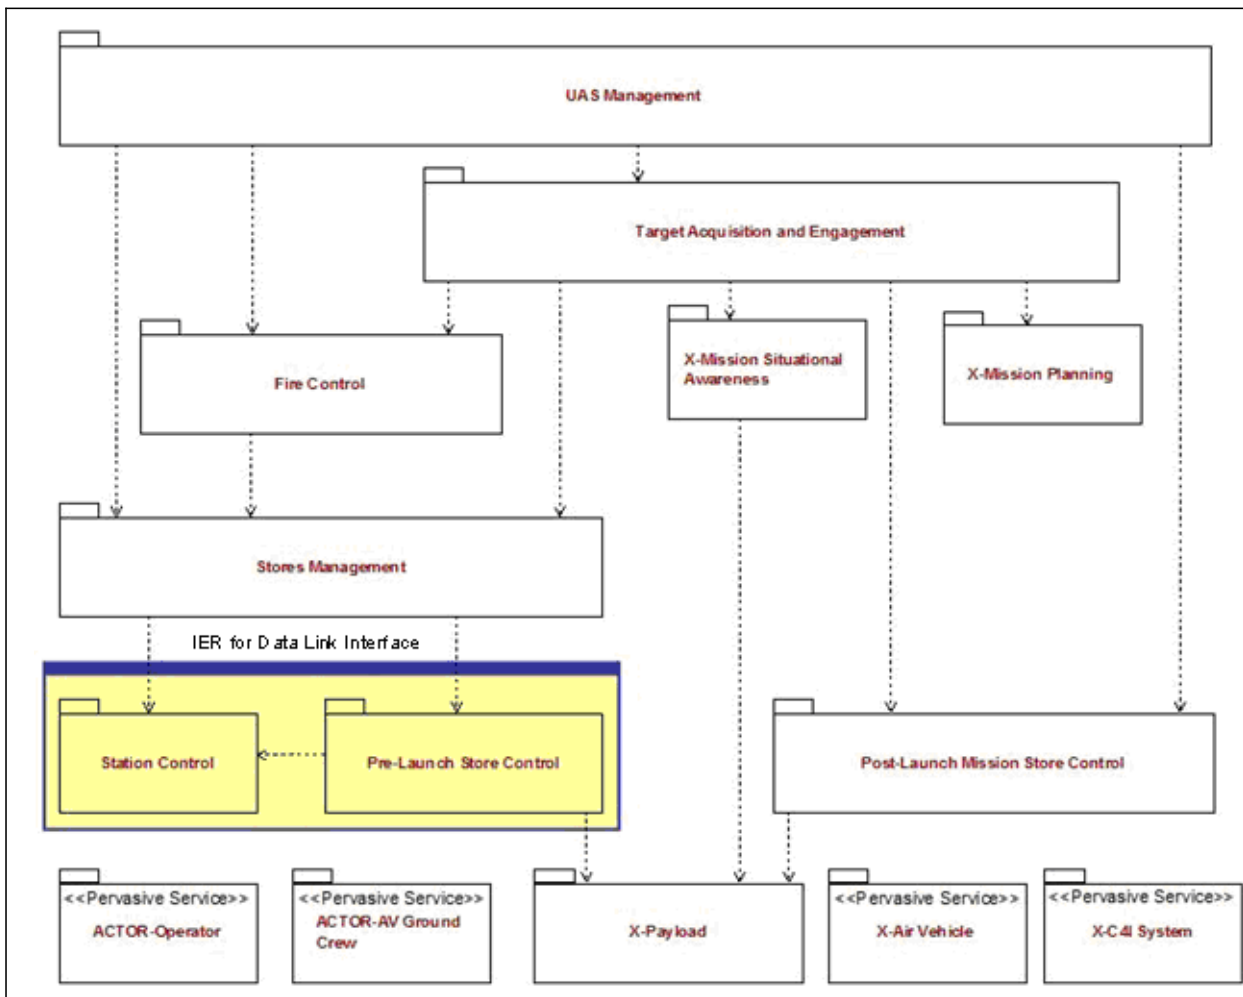 UAS Management
Target Acquisition and Engagement
X-Mission Situational
Awareness
X-Mission Planning
Fire Control
Stores Management
IER for Data Link Interface
Station Control
Pre-Launch Store Control
Post-Launch Mission Store Control
<<Pervasive Service>>
ACTOR-Operator
<<Pervasive Service>>
ACTOR-AV Ground
Crew
X-Payload
<<Pervasive Service>>
X-Air Vehicle
<<Pervasive Service>>
X-C4I System